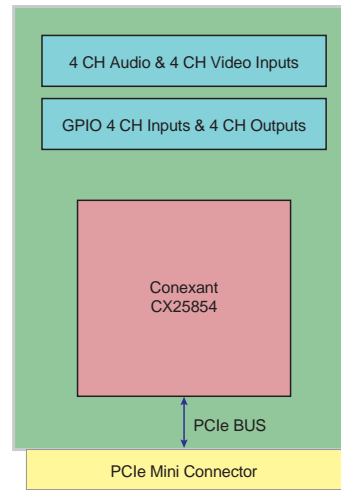 4 CH Audio & 4 CH Video Inputs
GPIO 4 CH Inputs & 4 CH Outputs
Conexant
CX25854
PCIe BUS
PCIe Mini Connector